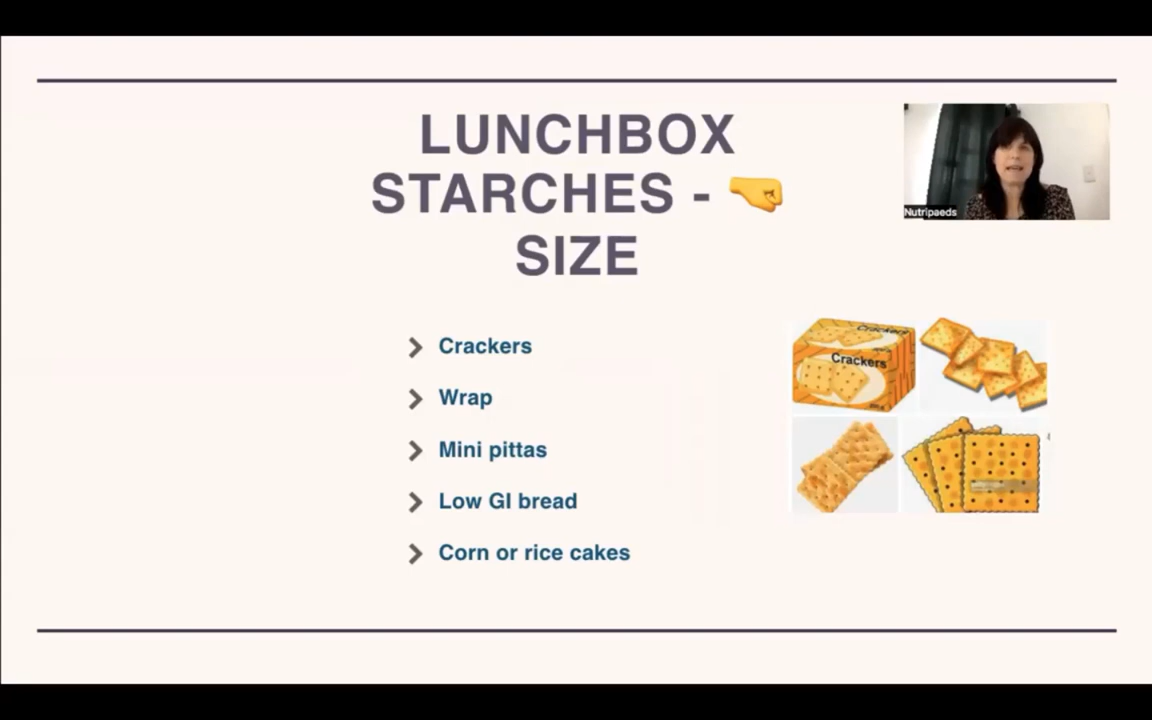 LUNCHBOX
STARCHES - 🤜
SIZE
Nutripaeds
Crackers
Wrap
Mini pittas
Low GI bread
Corn or rice cakes
Crackers
Crackers